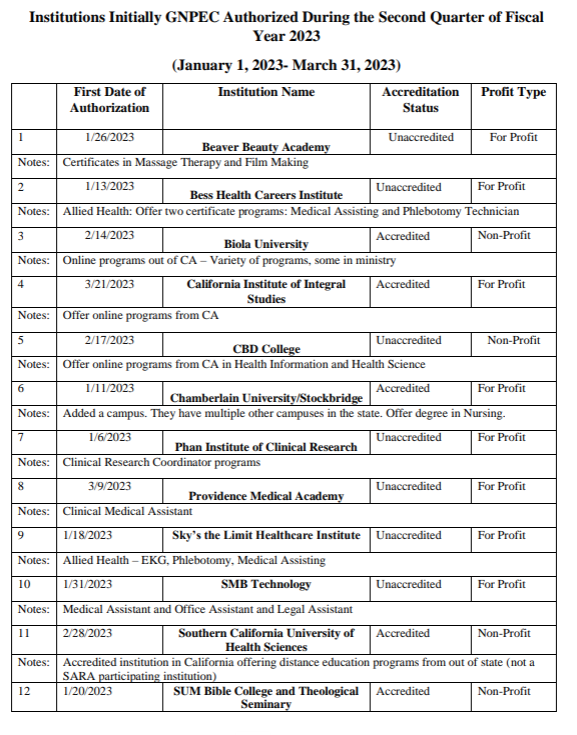 Institutions Initially GNPEC Authorized During the Second Quarter of Fiscal
Year 2023
(January 1, 2023- March 31, 2023)
First Date of Authorization Institution Name Accreditation Status Profit Type
1 1/26/2023 Beaver Beauty Academy Unaccredited For Profit
Notes: Certificates in Massage Therapy and Film Making
2 1/13/2023 Bess Health Careers Institute Unaccredited For Profit
Notes: Allied Health: Offer two certificate programs: Medical Assisting and Phlebotomy Technician
3 2/14/2023 Biola University Accredited Non-Profit
Notes: Online programs out of CA – Variety of programs, some in ministry
4 3/21/2023 California Institute of Integral Studies Accredited For Profit
Notes: Offer online programs from CA
5 2/17/2023 CBD College Unaccredited Non-Profit
Notes: Offer online programs from CA in Health Information and Health Science
6 1/11/2023 Chamberlain University/Stockbridge Accredited For Profit
Notes: Added a campus. They have multiple other campuses in the state. Offer degree in Nursing.
7 1/6/2023 Phan Institute of Clinical Research Unaccredited For Profit
Notes: Clinical Research Coordinator programs
8 3/9/2023 Providence Medical Academy Unaccredited For Profit
Notes: Clinical Medical Assistant
9 1/18/2023 Sky's the Limit Healthcare Institute Unaccredited For Profit
Notes: Allied Health – EKG, Phlebotomy, Medical Assisting
10 1/31/2023 SMB Technology Unaccredited For Profit
Notes: Medical Assistant and Office Assistant and Legal Assistant
11 2/28/2023 Southern California University of Health Sciences Accredited Non-Profit
Notes: Accredited institution in California offering distance education programs from out of state (not a
SARA participating institution)
12 1/20/2023 SUM Bible College and Theological Seminary Accredited Non-Profit